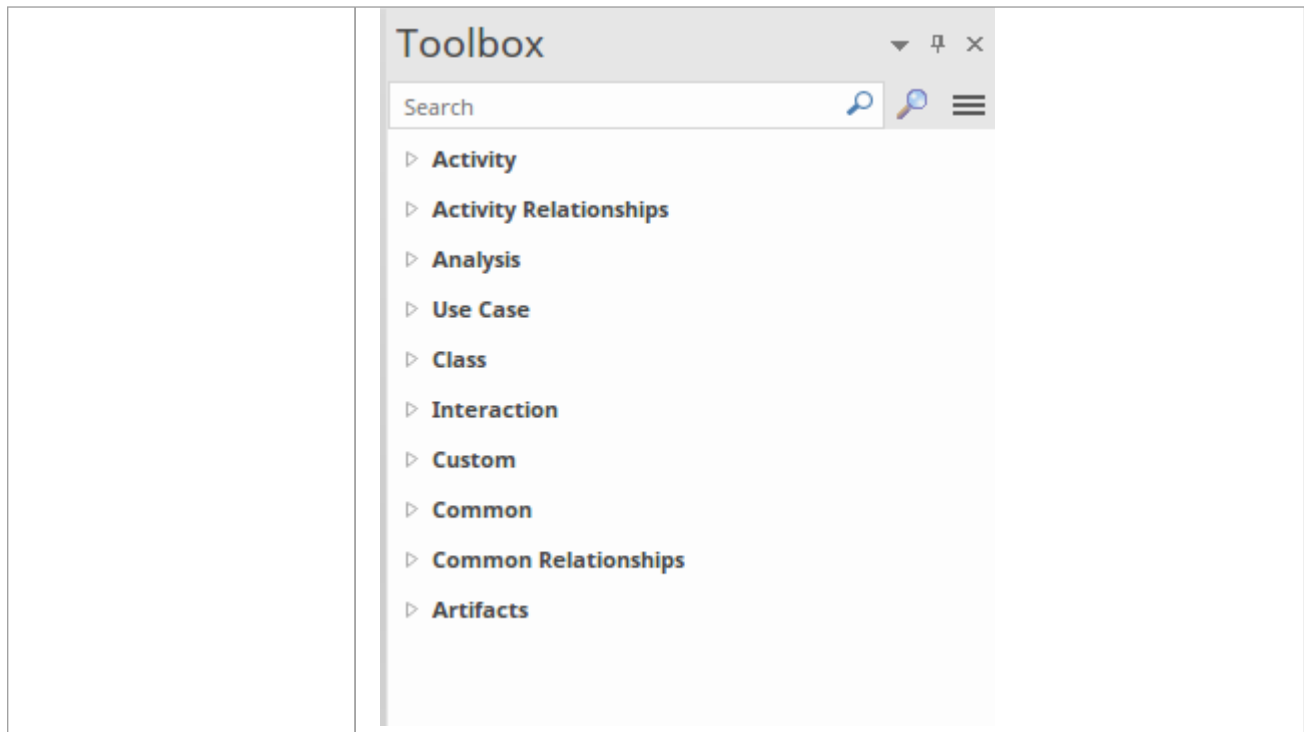 Toolbox
Search
Activity
Activity Relationships
Analysis
Use Case
Class
Interaction
Custom
Common
Common Relationships
Artifacts